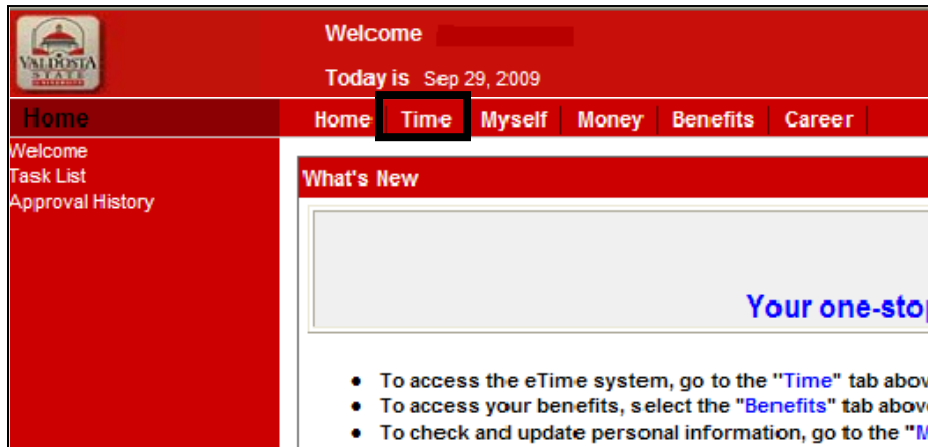 VALDOSTA
STATE
Welcome
Today is Sep 29, 2009
Home
Home Time Myself Money Benefits Career
Welcome
Task List
Approval History
What's New
Your one-sto
To access the eTime system, go to the "Time" tab abov
To access your benefits, select the "Benefits" tab above
To check and update personal information, go to the "M